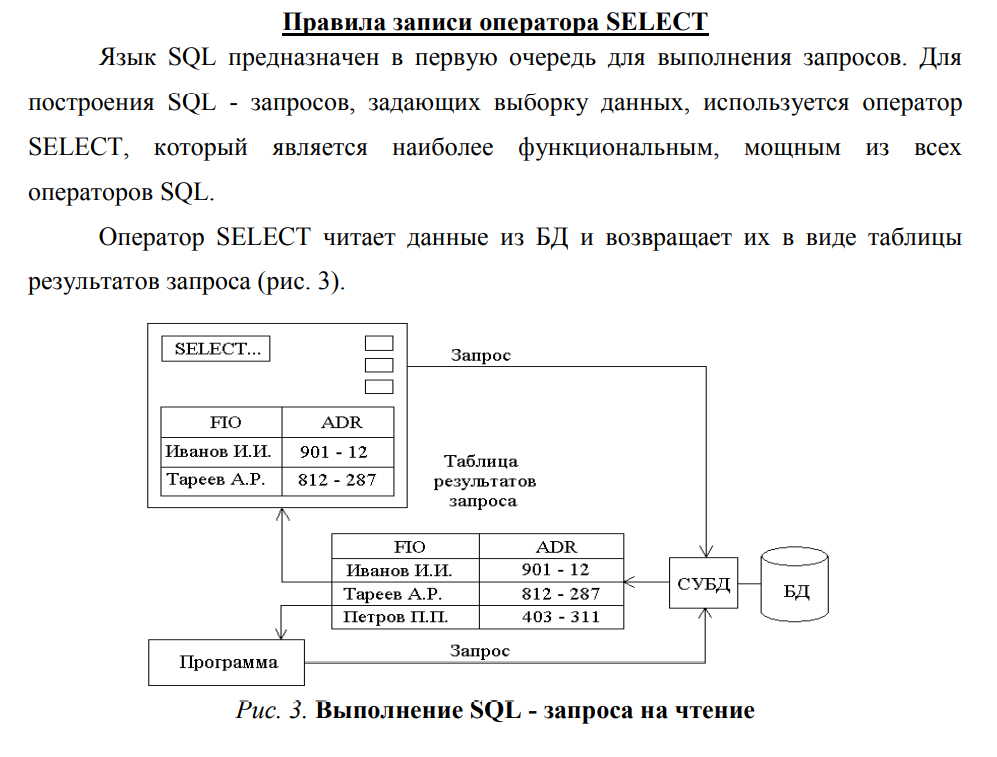 Правила записи оператора SELECT
Язык SQL предназначен в первую очередь для выполнения запросов. Для
построения SQL - запросов, задающих выборку данных, используется оператор
SELECT, который является наиболее функциональным, мощным из всех
операторов SQL.
Оператор SELECT читает данные из БД и возвращает их в виде таблицы
результатов запроса (рис. 3).
SELECT...
Запрос
FIO ADR
Иванов И.И. 901 - 12
Тареев А.Р. 812 - 287
Таблица
результатов
запроса
FIO ADR
Иванов И.И. 901 - 12
Тареев А.Р. 812 - 287
Петров П.П. 403 - 311
СУБД
БД
Программа
Запрос
Рис. 3. Выполнение SQL - запроса на чтение